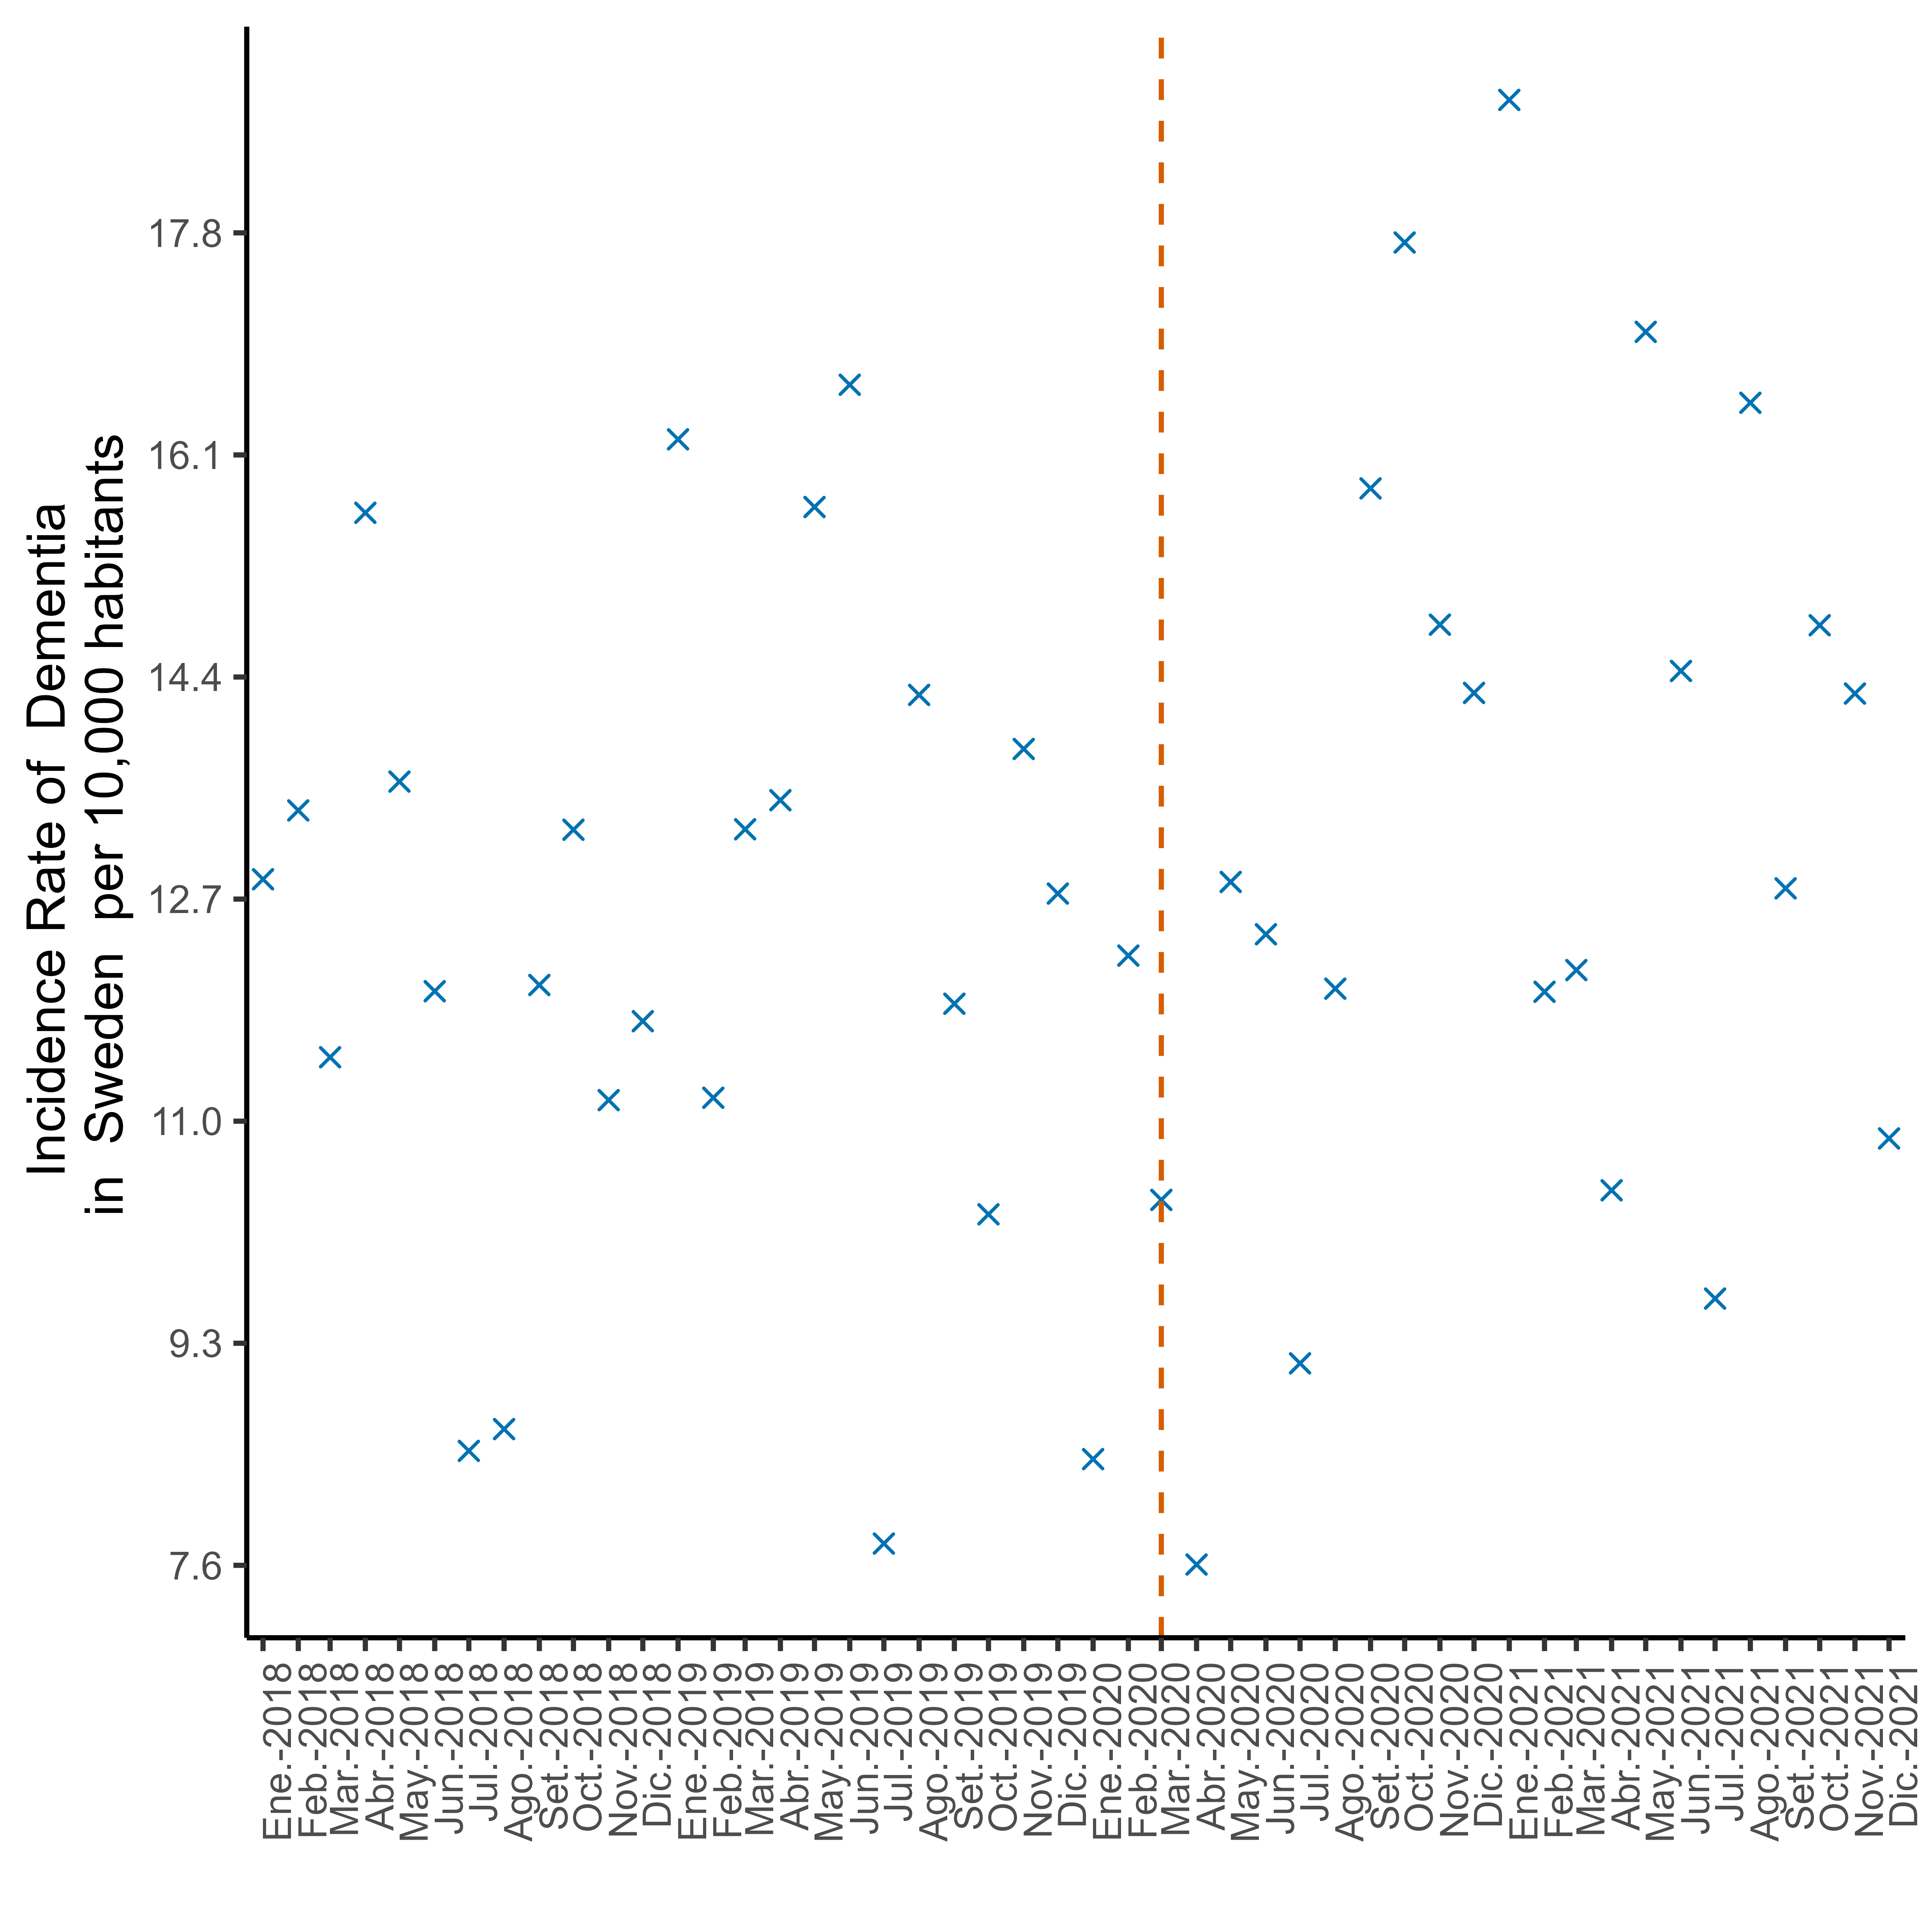 Incidence Rate of Dementia
in Sweden per 10,000 habitants
17.8
16.1
14.4
12.7
11.0
9.3
7.6
Ene.-2018
Feb.-2018
Mar.-2018
Abr.-2018
May.-2018
Jun.-2018
Jul.-2018
Ago.-2018
Set.-2018
Oct.-2018
Nov.-2018
Dic.-2018
Ene.-2019
Feb.-2019
Mar.-2019
Abr.-2019
May.-2019
Jun.-2019
Jul.-2019
Ago.-2019
Set.-2019
Oct.-2019
Nov.-2019
Dic.-2019
Ene.-2020
Feb.-2020
Mar.-2020
Abr.-2020
May.-2020
Jun.-2020
Jul.-2020
Ago.-2020
Set.-2020
Oct.-2020
Nov.-2020
Dic.-2020
Ene.-2021
Feb.-2021
Mar.-2021
Abr.-2021
May.-2021
Jun.-2021
Jul.-2021
Ago.-2021
Set.-2021
Oct.-2021
Nov.-2021
Dic.-2021